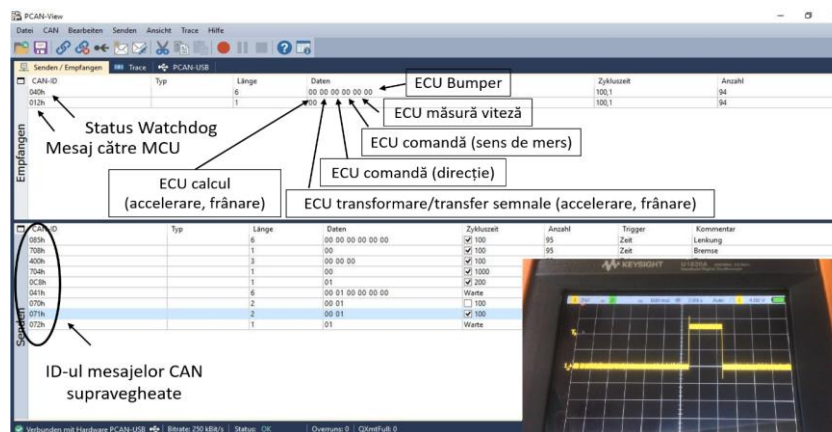 PCAN-View
Datei CAN Bearbeiten Senden Ansicht Trace Hilfe
Senden / Empfangen Trace PCAN-USB
CAN-ID Typ Länge Daten Zykluszeit Anzahl
040h 6 00 00 00 00 00 00 100,1 94
012h 1 00 100,1 94
Empfangen
ECU Bumper
ECU măsură viteză
ECU comandă (sens de mers)
ECU comandă (direcție)
ECU transformare/transfer semnale (accelerare, frânare)
Status Watchdog
Mesaj către MCU
ECU calcul
(accelerare, frânare)
CAN-ID Typ Länge Daten Zykluszeit Anzahl Trigger Kommentar
085h 6 00 00 00 00 00 00 100 95 Zeit Lenkung
708h 1 00 100 95 Zeit Bremse
400h 3 00 00 00 100
704h 1 00 1000
0C8h 1 01 200
041h 6 00 01 00 00 00 00 Warte
070h 2 00 01 100
071h 2 00 01 100
072h 1 01 Warte
Senden
ID-ul mesajelor CAN
supravegheate
KEYSIGHT
Verbunden mit Hardware PCAN-USB Bitrate: 250 kBit/s Status: OK Overruns: 0 QXmtFull: 0